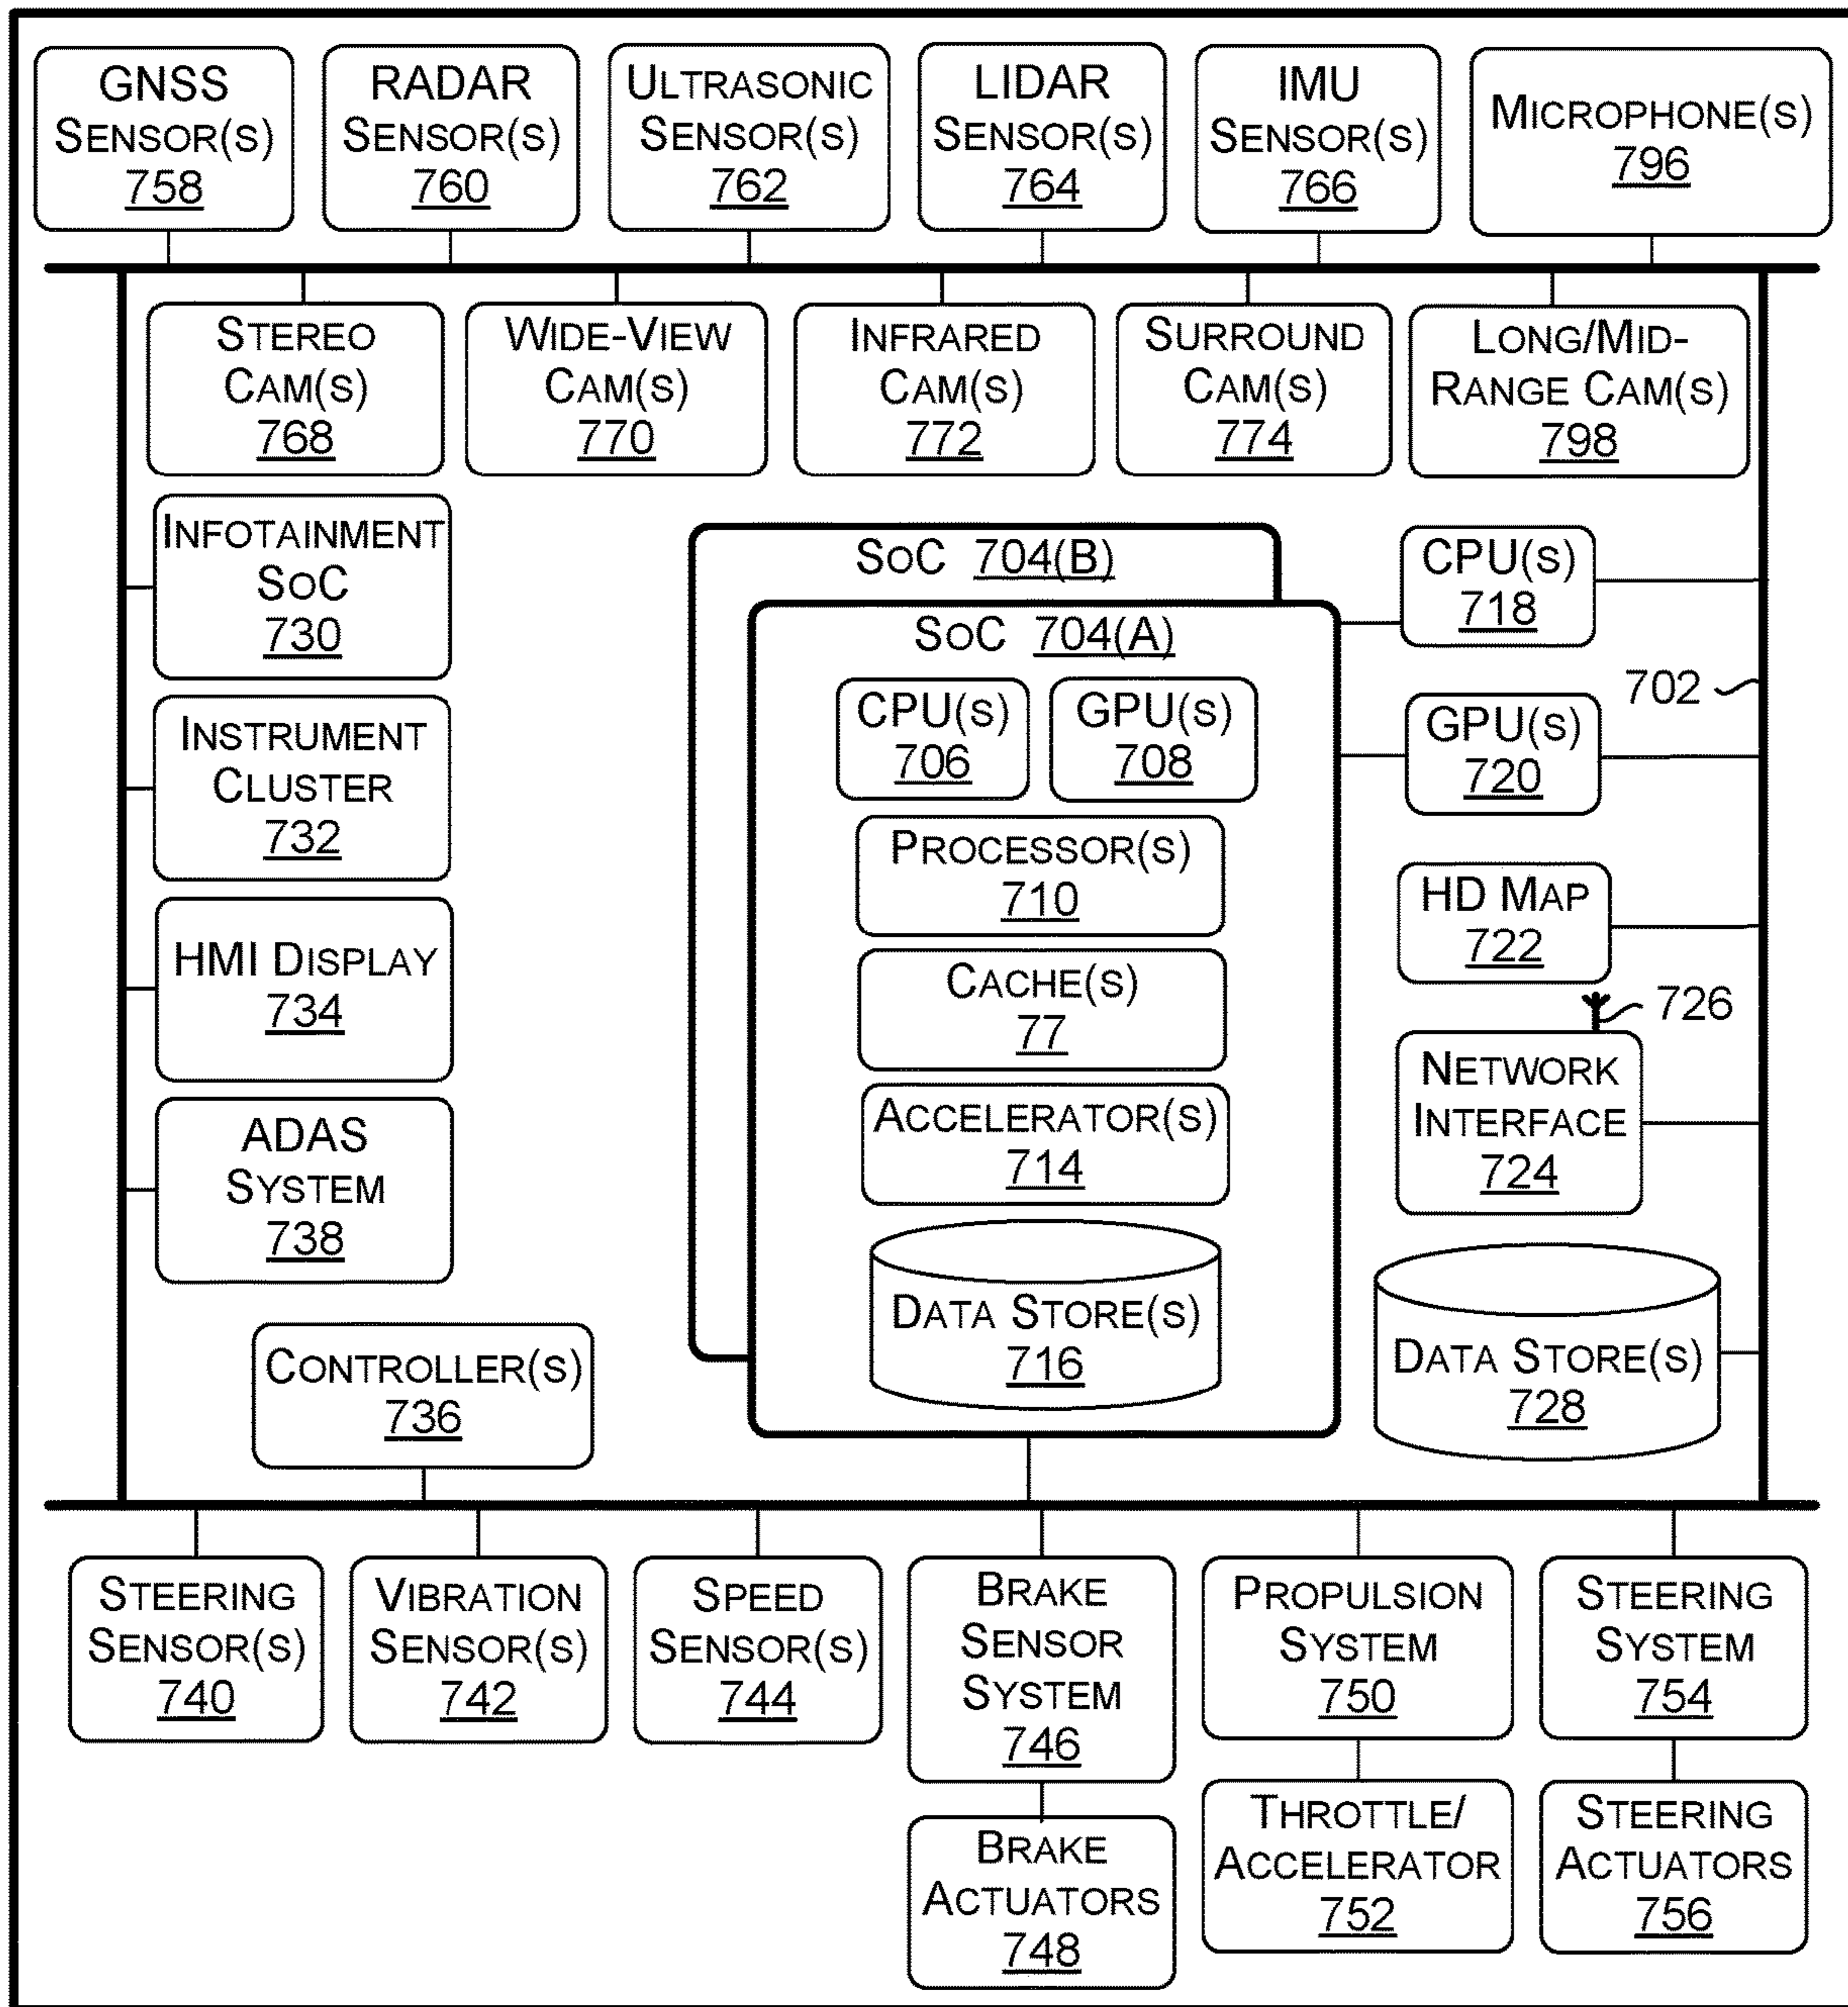 GNSS
SENSOR(S)
758
RADAR
SENSOR(S)
760
ULTRASONIC
SENSOR(S)
762
LIDAR
SENSOR(S)
764
IMU
SENSOR(S)
766
MICROPHONE(S)
796
STEREO
CAM(S)
768
WIDE-VIEW
CAM(S)
770
INFRARED
CAM(S)
772
SURROUND
CAM(S)
774
LONG/MID-
RANGE CAM(S)
798
INFOTAINMENT
SOC
730
INSTRUMENT
CLUSTER
732
HMI DISPLAY
734
ADAS
SYSTEM
738
CONTROLLER(S)
736
SOC 704(B)
SOC 704(A)
CPU(S)
706
GPU(S)
708
PROCESSOR(S)
710
CACHE(S)
77
ACCELERATOR(S)
714
DATA STORE(S)
716
CPU(S)
718
702
GPU(S)
720
HD MAP
722
726
NETWORK
INTERFACE
724
DATA STORE(S)
728
STEERING
SENSOR(S)
740
VIBRATION
SENSOR(S)
742
SPEED
SENSOR(S)
744
BRAKE
SENSOR
SYSTEM
746
PROPULSION
SYSTEM
750
STEERING
SYSTEM
754
BRAKE
ACTUATORS
748
THROTTLE/
ACCELERATOR
752
STEERING
ACTUATORS
756